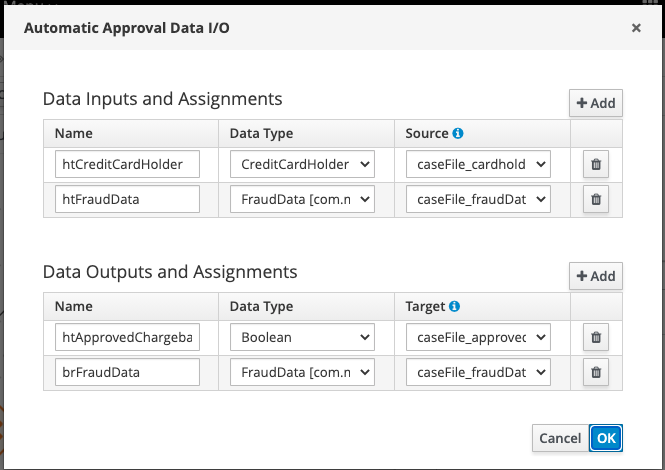 Automatic Approval Data I/O
×
Data Inputs and Assignments
+ Add
Name Data Type Source
htCreditCardHolder CreditCardHolder caseFile_cardhold
htFraudData FraudData [com.n caseFile_fraudDat
Data Outputs and Assignments
+ Add
Name Data Type Target
htApprovedChargeba Boolean caseFile_approvec
brFraudData FraudData [com.n caseFile_fraudDat
Cancel OK